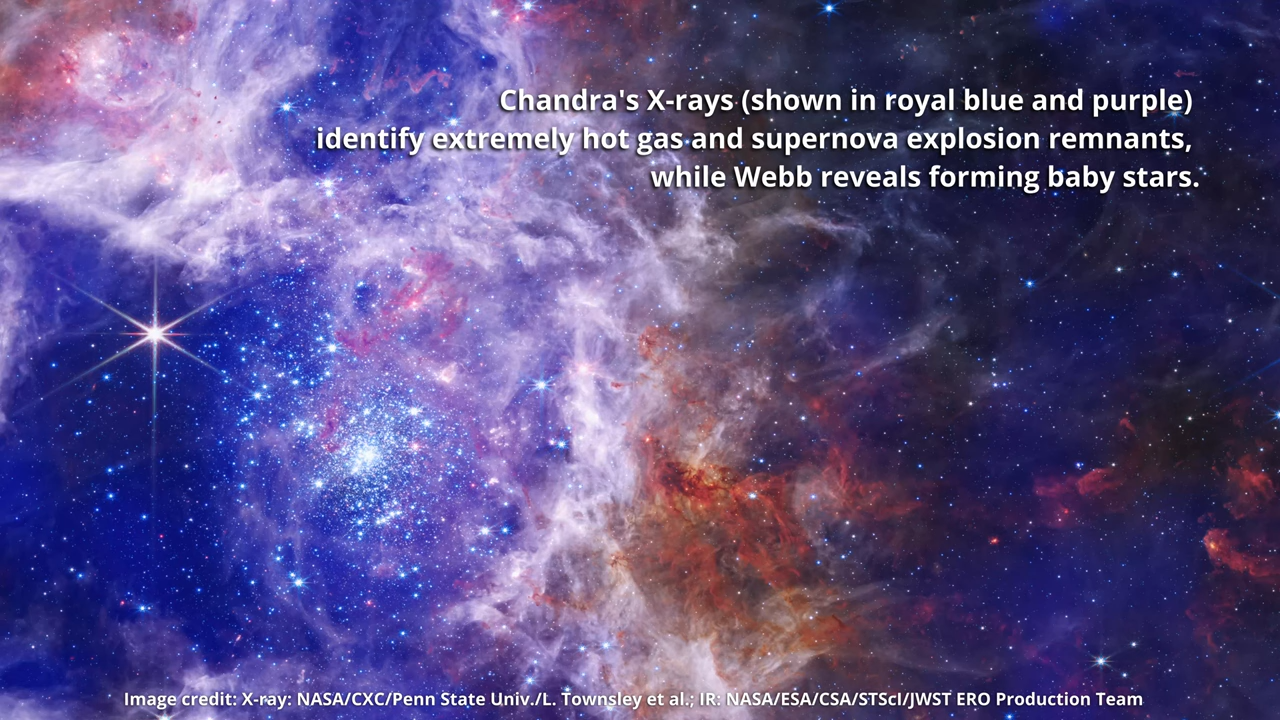 Chandra's X-rays (shown in royal blue and purple)
identify extremely hot gas and supernova explosion remnants,
while Webb reveals forming baby stars.
Image credit: X-ray: NASA/CXC/Penn State Univ./L. Townsley et al.; IR: NASA/ESA/CSA/STScI/JWST ERO Production Team